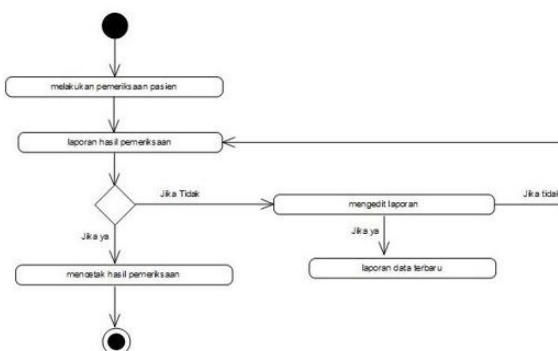 melakukan pemeriksaan pasien
laporan hasil pemeriksaan
Jika Tidak
mengedit laporan
Jika tidak
Jika ya
Jika ya
mencetak hasil pemeriksaan
laporan data terbaru